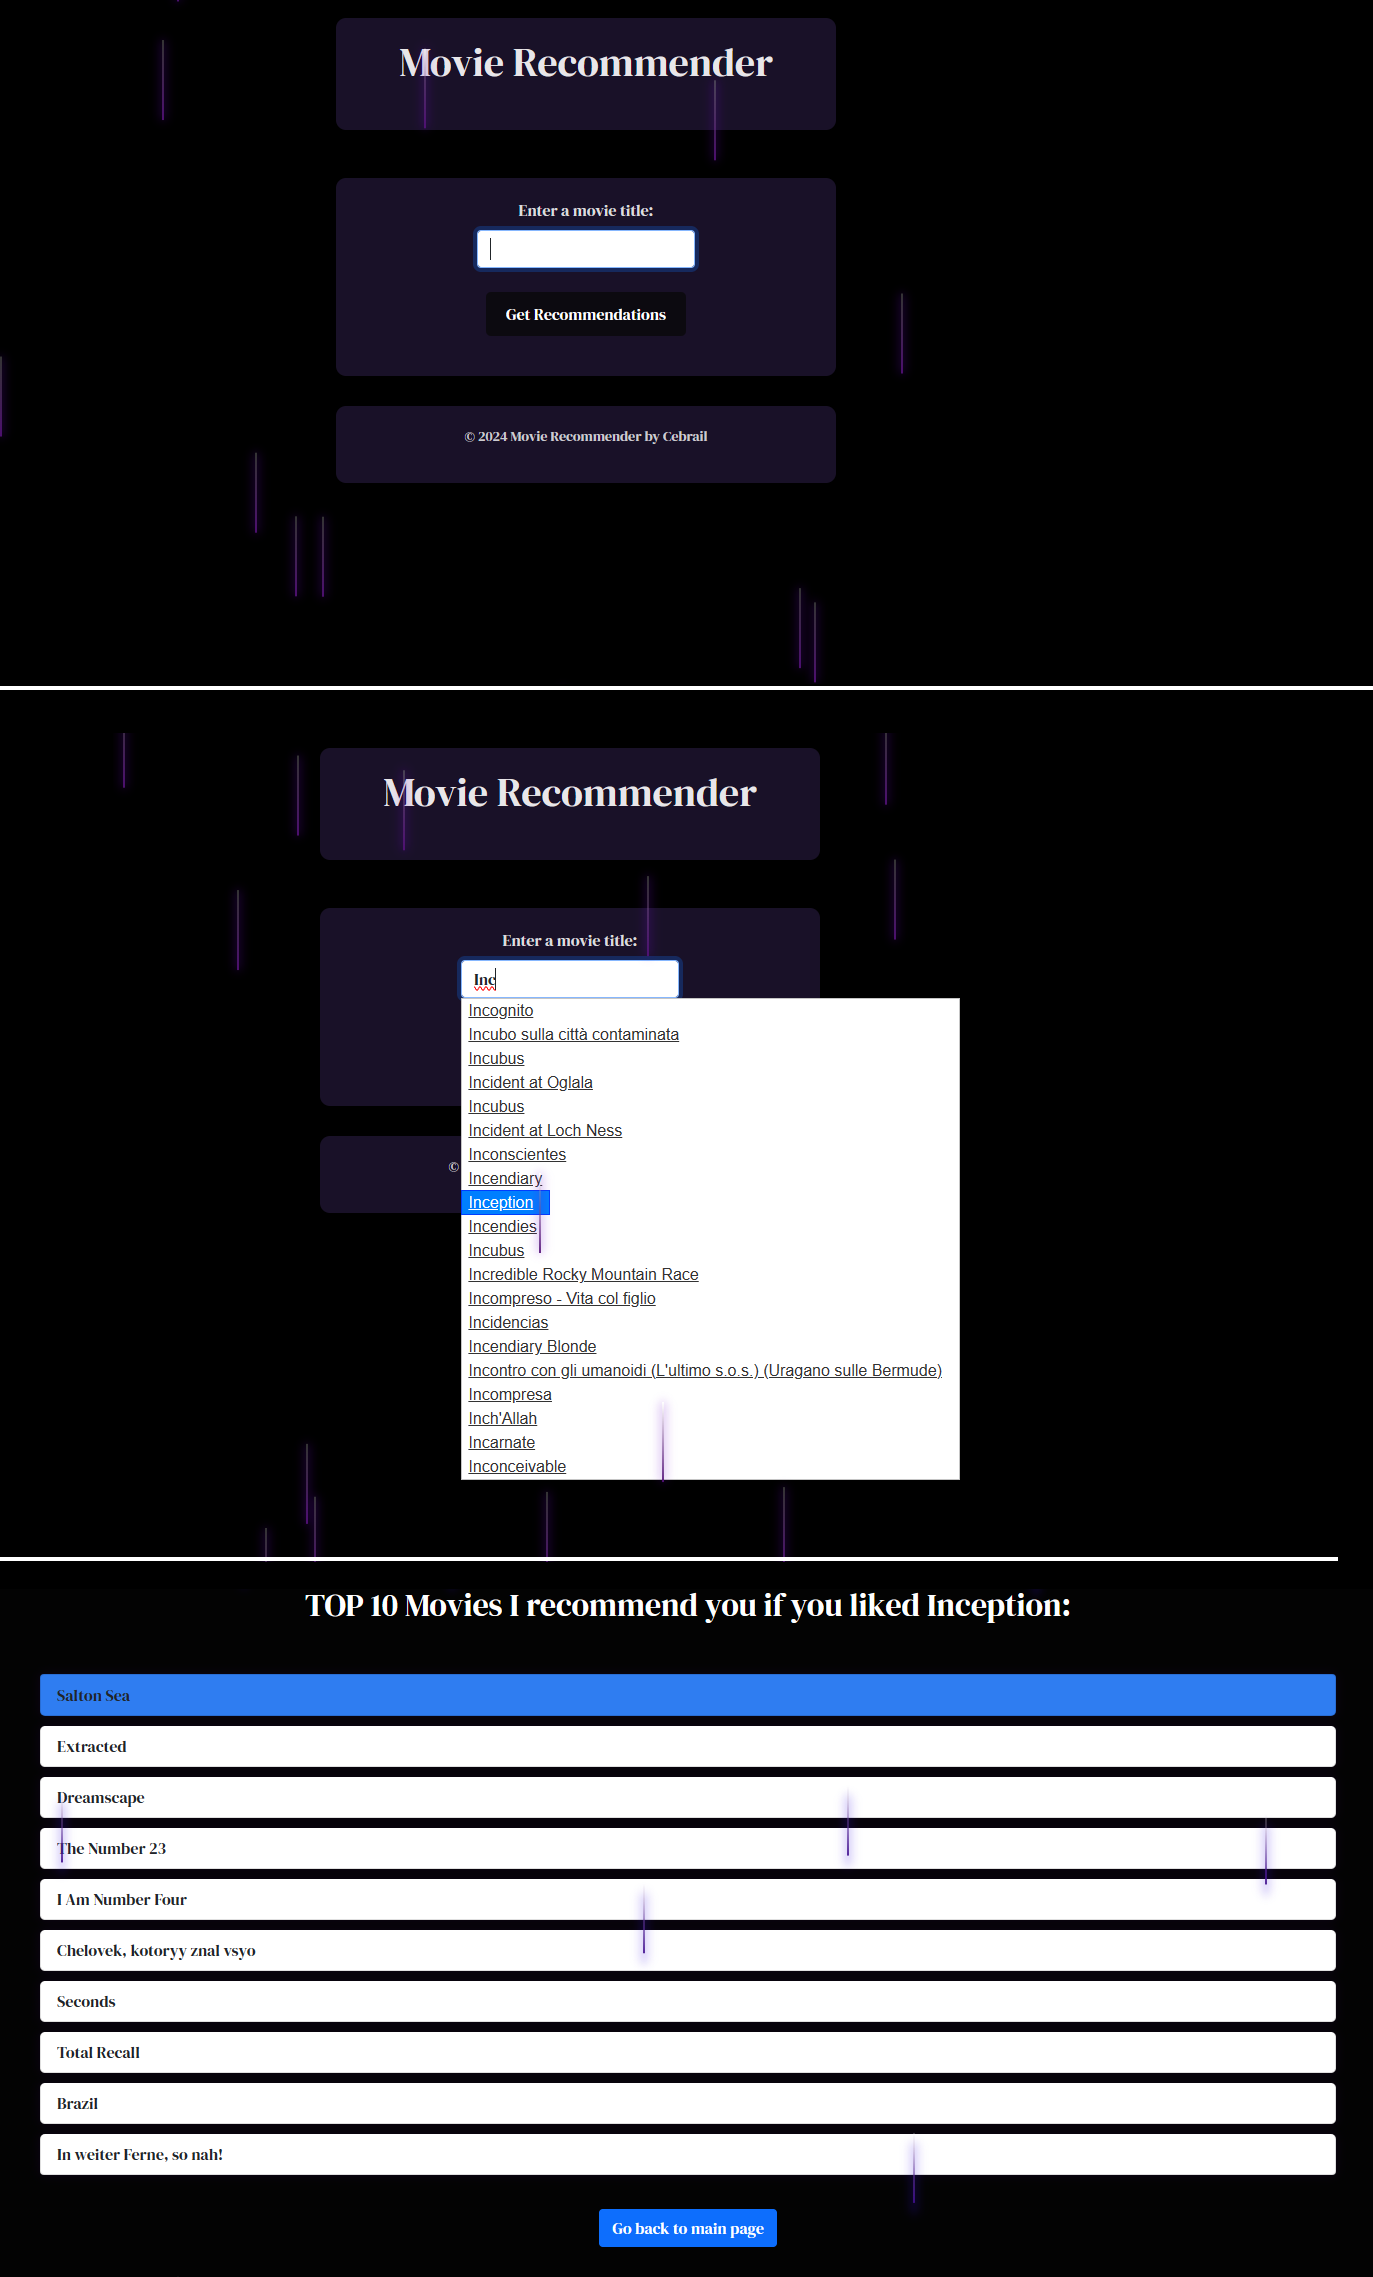 Movie Recommender
Enter a movie title:
Get Recommendations
© 2024 Movie Recommender by Cebrail
Movie Recommender
Enter a movie title:
Inc
Incognito
Incubo sulla città contaminata
Incubus
Incident at Oglala
Incubus
Incident at Loch Ness
Inconscientes
Incendiary
Inception
Incendies
Incubus
Incredible Rocky Mountain Race
Incompreso - Vita col figlio
Incidencias
Incendiary Blonde
Incontro con gli umanoidi (L'ultimo s.o.s.) (Uragano sulle Bermude)
Incompresa
Inch'Allah
Incarnate
Inconceivable
©
TOP 10 Movies I recommend you if you liked Inception:
Salton Sea
Extracted
Dreamscape
The Number 23
I Am Number Four
Chelovek, kotoryy znal vsyo
Seconds
Total Recall
Brazil
In weiter Ferne, so nah!
Go back to main page